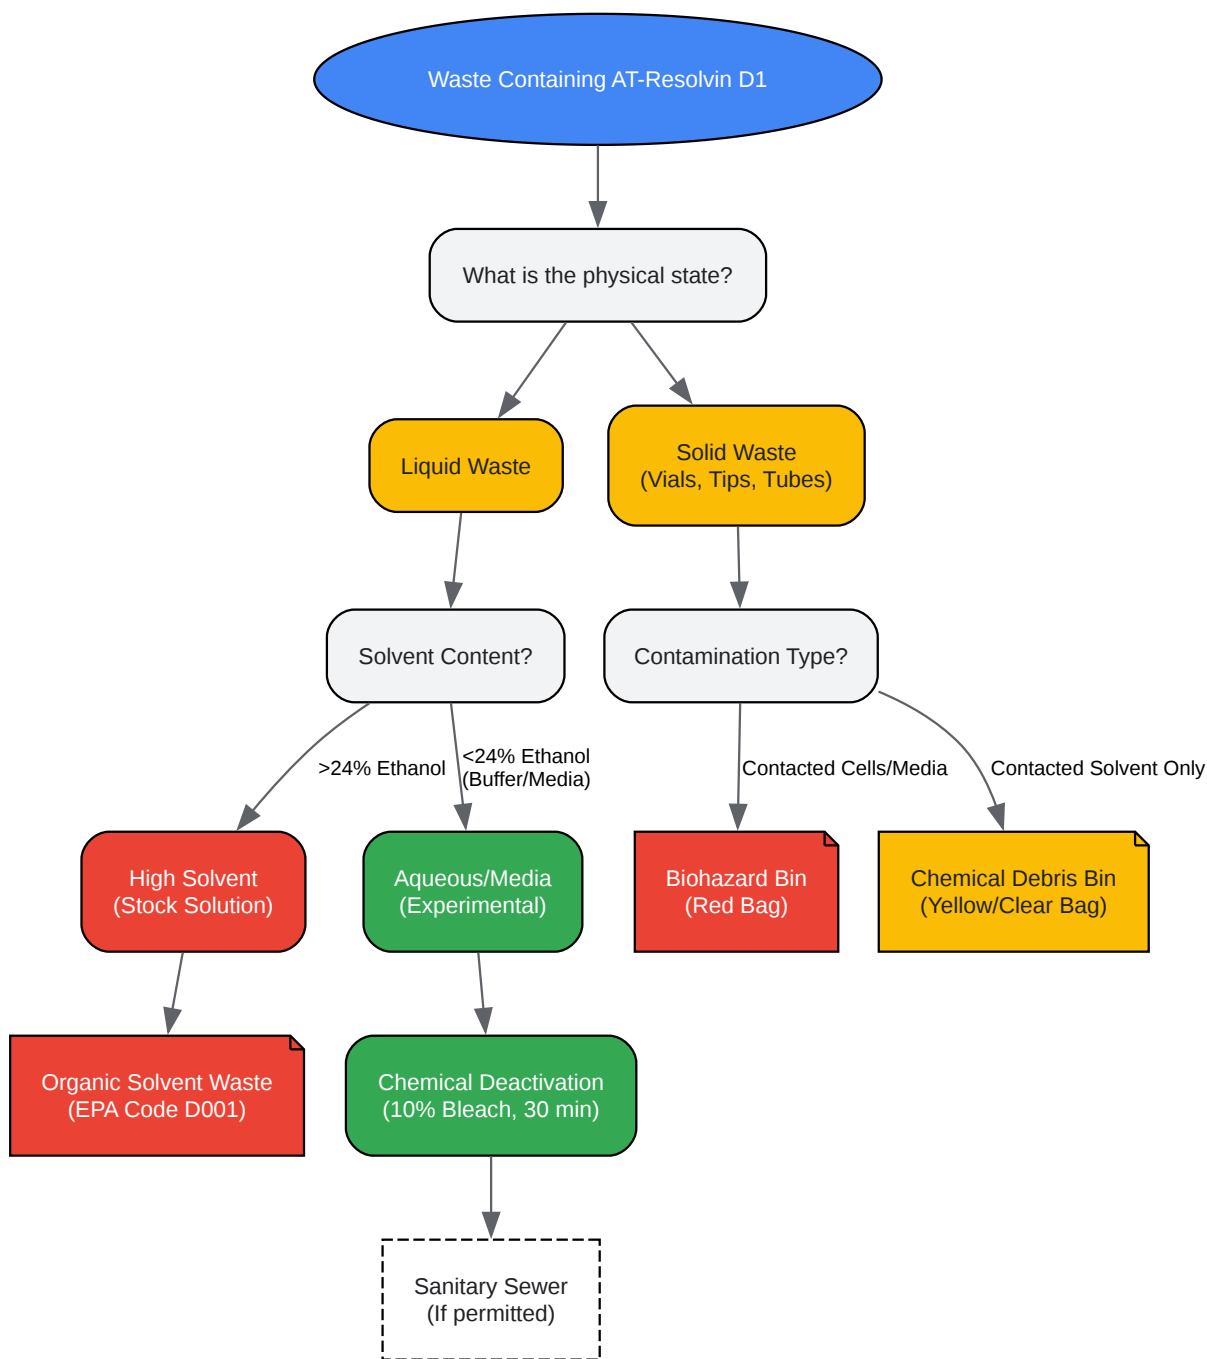 Waste Containing AT-Resolvin D1
What is the physical state?
Liquid Waste
Solid Waste
(Vials, Tips, Tubes)
Solvent Content?
Contamination Type?
>24% Ethanol
<24% Ethanol
(Buffer/Media)
Contacted Cells/Media
Contacted Solvent Only
High Solvent
(Stock Solution)
Aqueous/Media
(Experimental)
Biohazard Bin
(Red Bag)
Chemical Debris Bin
(Yellow/Clear Bag)
Organic Solvent Waste
(EPA Code D001)
Chemical Deactivation
(10% Bleach, 30 min)
Sanitary Sewer
(If permitted)